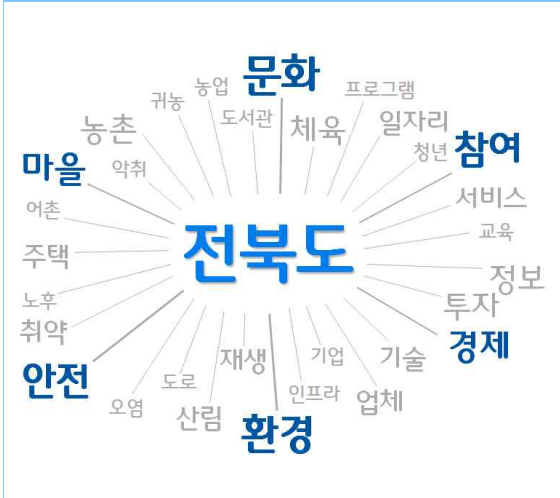 문화
농업
프로그램
귀농
도서관
체육
일자리
농촌
청년
참여
마을
악취
서비스
어촌
교육
전북도
주택
정보
노후
투자
취약
경제
재생
기업
기술
안전
도로
인프라
업체
오염
산림
환경